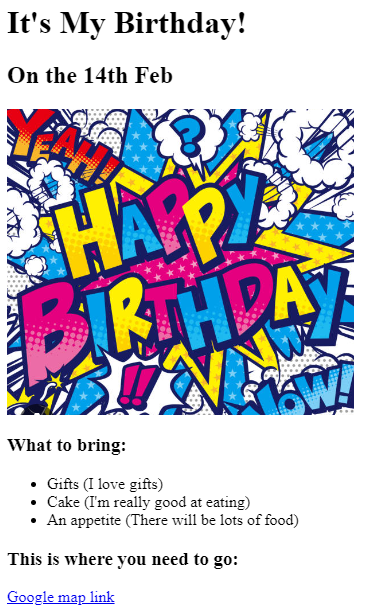 It's My Birthday!
On the 14th Feb
YEAH!
?
HAPPY
BIRTHDAY
!!
WOW!
What to bring:
Gifts (I love gifts)
Cake (I'm really good at eating)
An appetite (There will be lots of food)
This is where you need to go:
Google map link